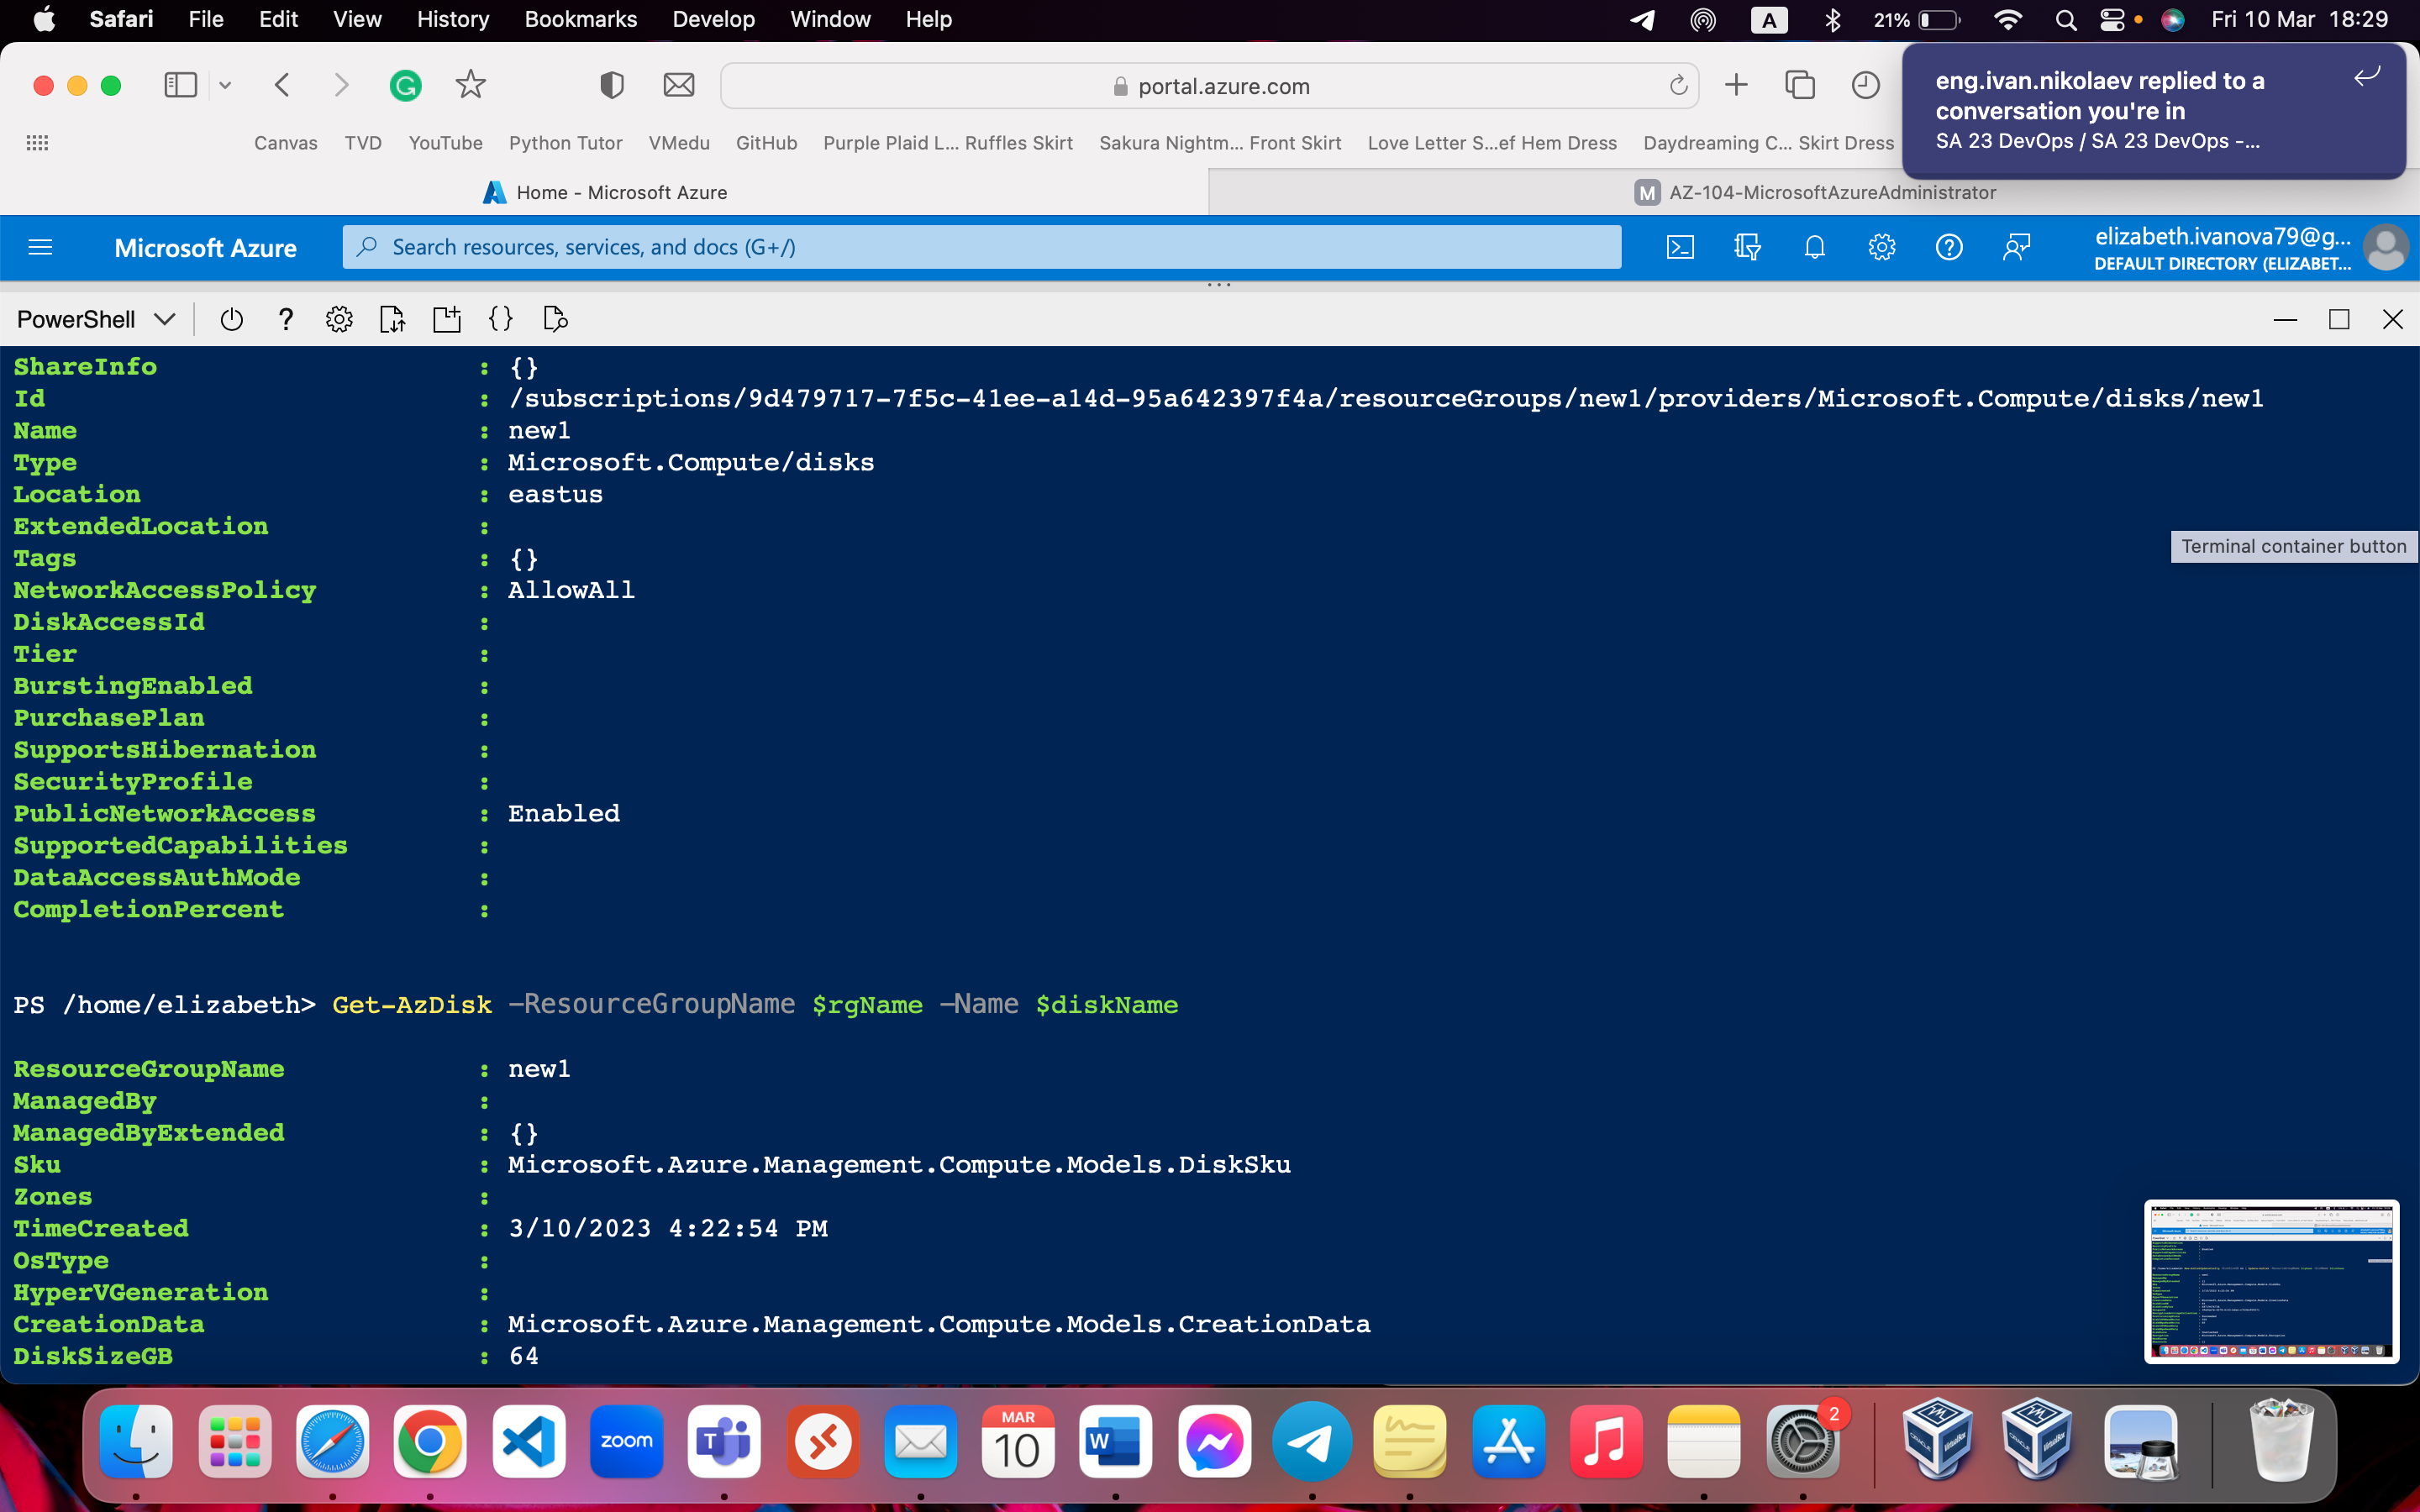 Safari File Edit View History Bookmarks Develop Window Help A 21% Fri 10 Mar 18:29
portal.azure.com
eng.ivan.nikolaev replied to a
conversation you're in
SA 23 DevOps / SA 23 DevOps -...
Canvas TVD YouTube Python Tutor VMedu GitHub Purple Plaid L... Ruffles Skirt Sakura Nightm... Front Skirt Love Letter S...ef Hem Dress Daydreaming C... Skirt Dress
Home - Microsoft Azure M AZ-104-MicrosoftAzureAdministrator
Microsoft Azure Search resources, services, and docs (G+/) elizabeth.ivanova79@g...
DEFAULT DIRECTORY (ELIZABET...
PowerShell
ShareInfo : {}
Id : /subscriptions/9d479717-7f5c-41ee-a14d-95a642397f4a/resourceGroups/new1/providers/Microsoft.Compute/disks/new1
Name : new1
Type : Microsoft.Compute/disks
Location : eastus
ExtendedLocation :
Terminal container button
Tags : {}
NetworkAccessPolicy : AllowAll
DiskAccessId :
Tier :
BurstingEnabled :
PurchasePlan :
SupportsHibernation :
SecurityProfile :
PublicNetworkAccess : Enabled
SupportedCapabilities :
DataAccessAuthMode :
CompletionPercent :
PS /home/elizabeth> Get-AzDisk -ResourceGroupName $rgName -Name $diskName
ResourceGroupName : new1
ManagedBy :
ManagedByExtended : {}
Sku : Microsoft.Azure.Management.Compute.Models.DiskSku
Zones :
TimeCreated : 3/10/2023 4:22:54 PM
OsType :
HyperVGeneration :
CreationData : Microsoft.Azure.Management.Compute.Models.CreationData
DiskSizeGB : 64
zoom T MAR 10 W 2